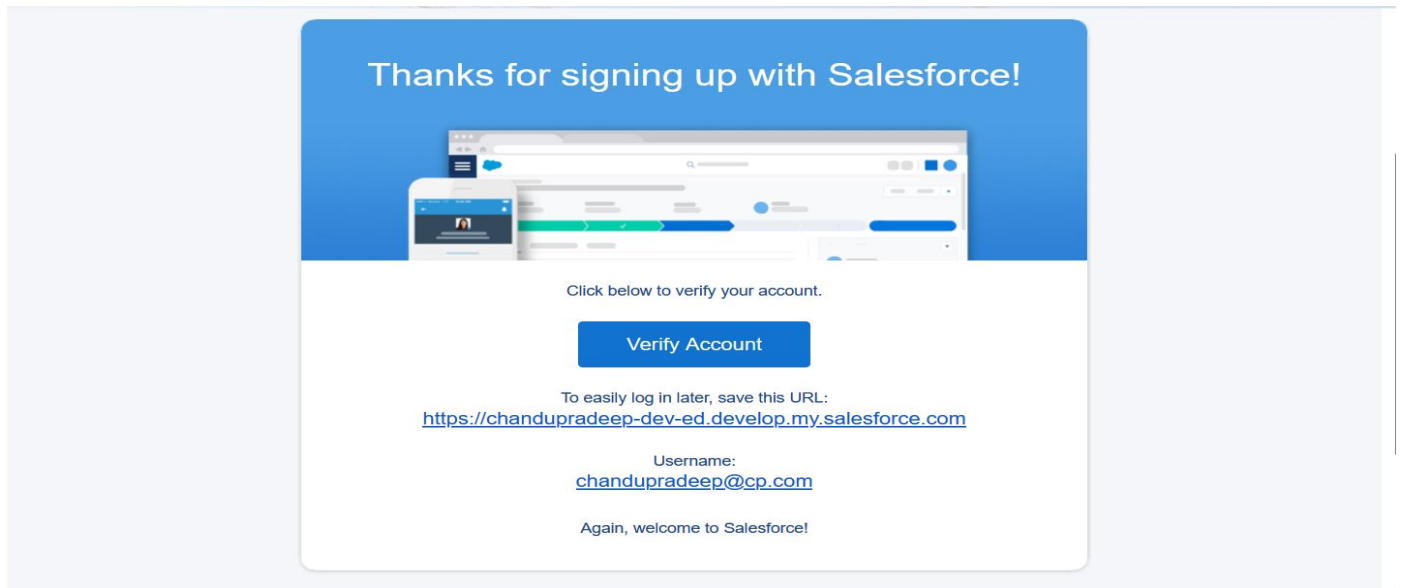 Thanks for signing up with Salesforce!
Click below to verify your account.
Verify Account
To easily log in later, save this URL:
https://chandupradeep-dev-ed.develop.my.salesforce.com
Username:
chandupradeep@cp.com
Again, welcome to Salesforce!